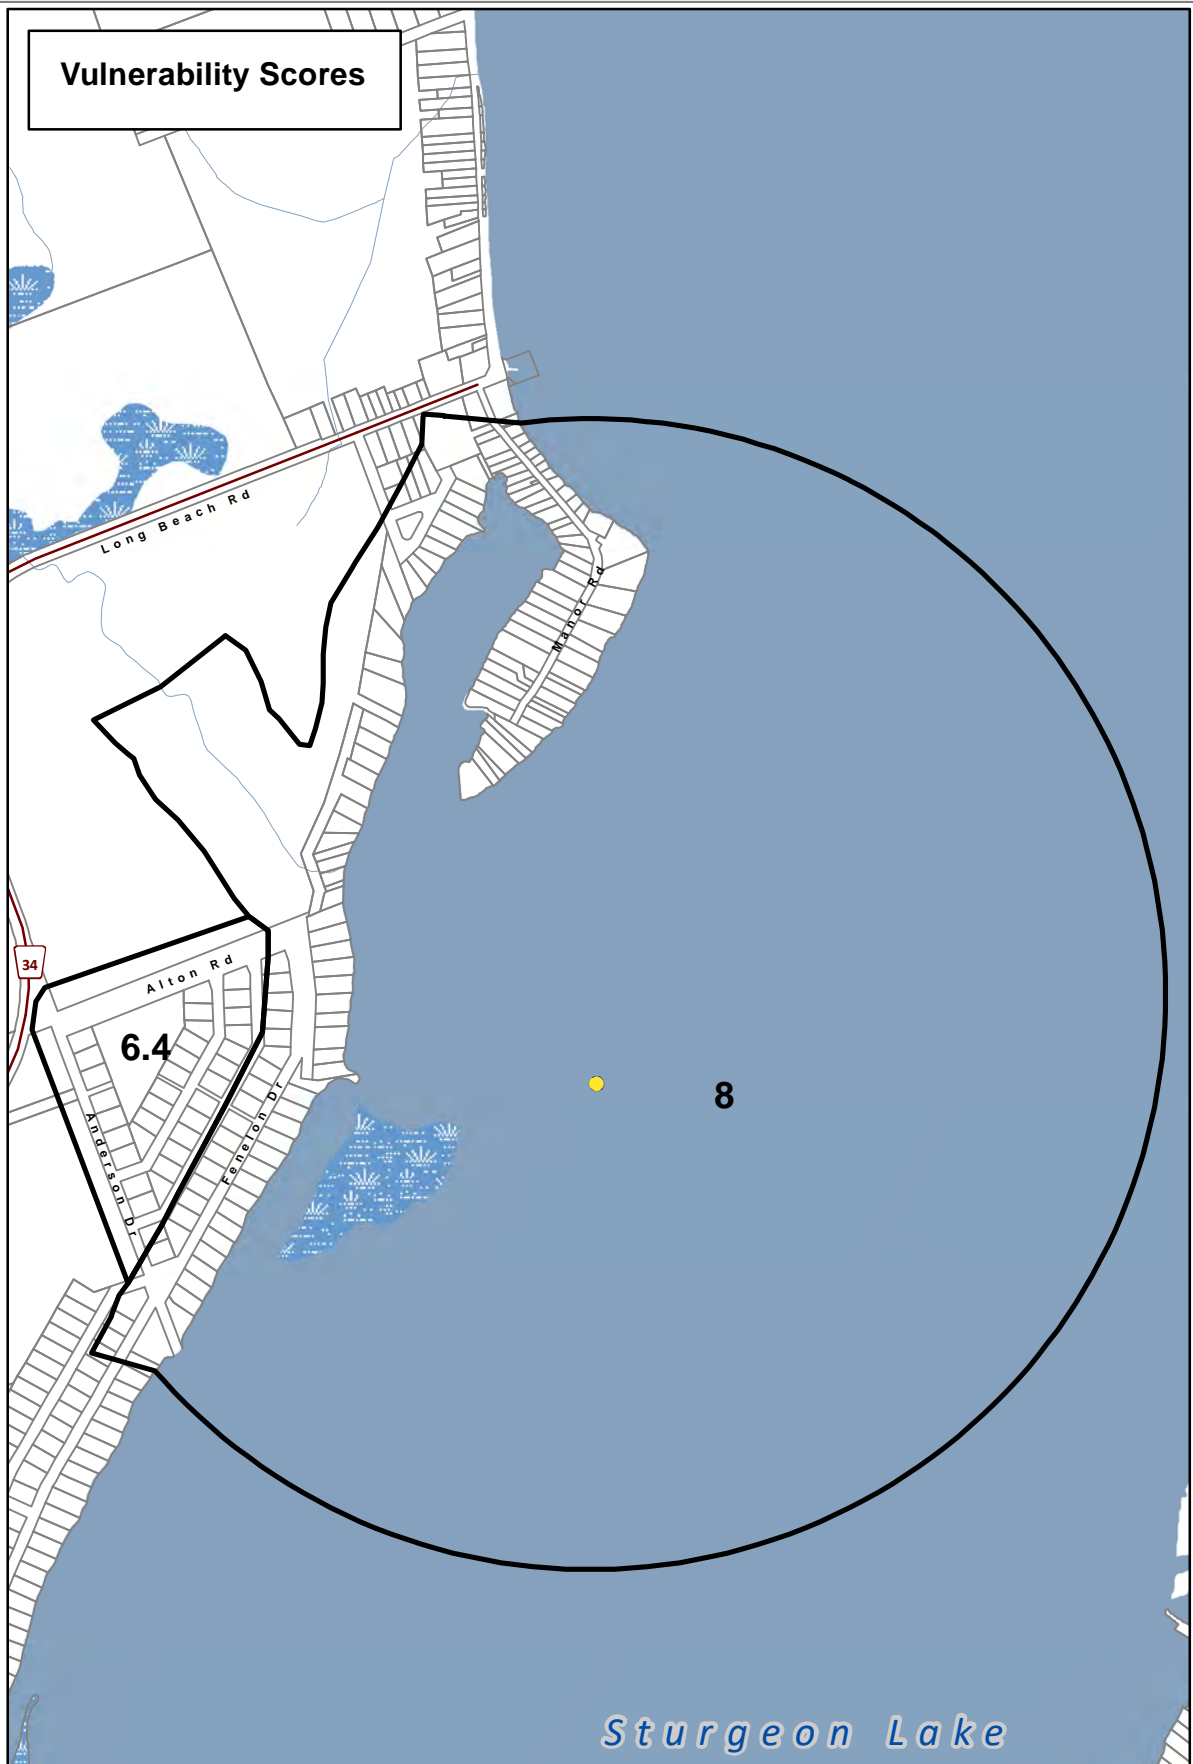 Vulnerability Scores
Long Beach Rd
Manor Rd
34
Alton Rd
6.4
8
Fenelon Dr
Anderson Dr
Sturgeon Lake